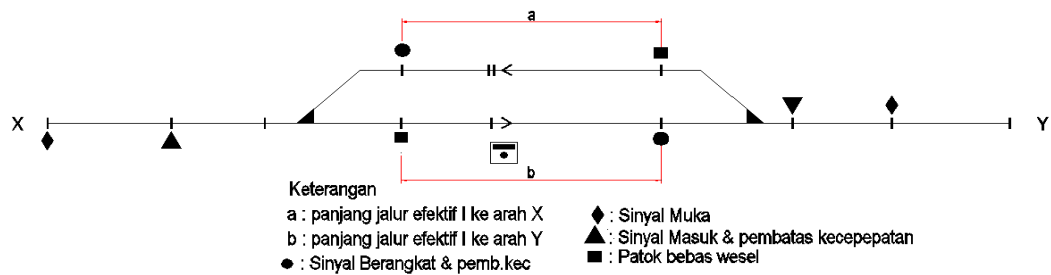 a
X
Y
b
Keterangan
a : panjang jalur efektif I ke arah X
b : panjang jalur efektif I ke arah Y
: Sinyal Berangkat & pemb.kec
: Sinyal Muka
: Sinyal Masuk & pembatas kecepepatan
: Patok bebas wesel